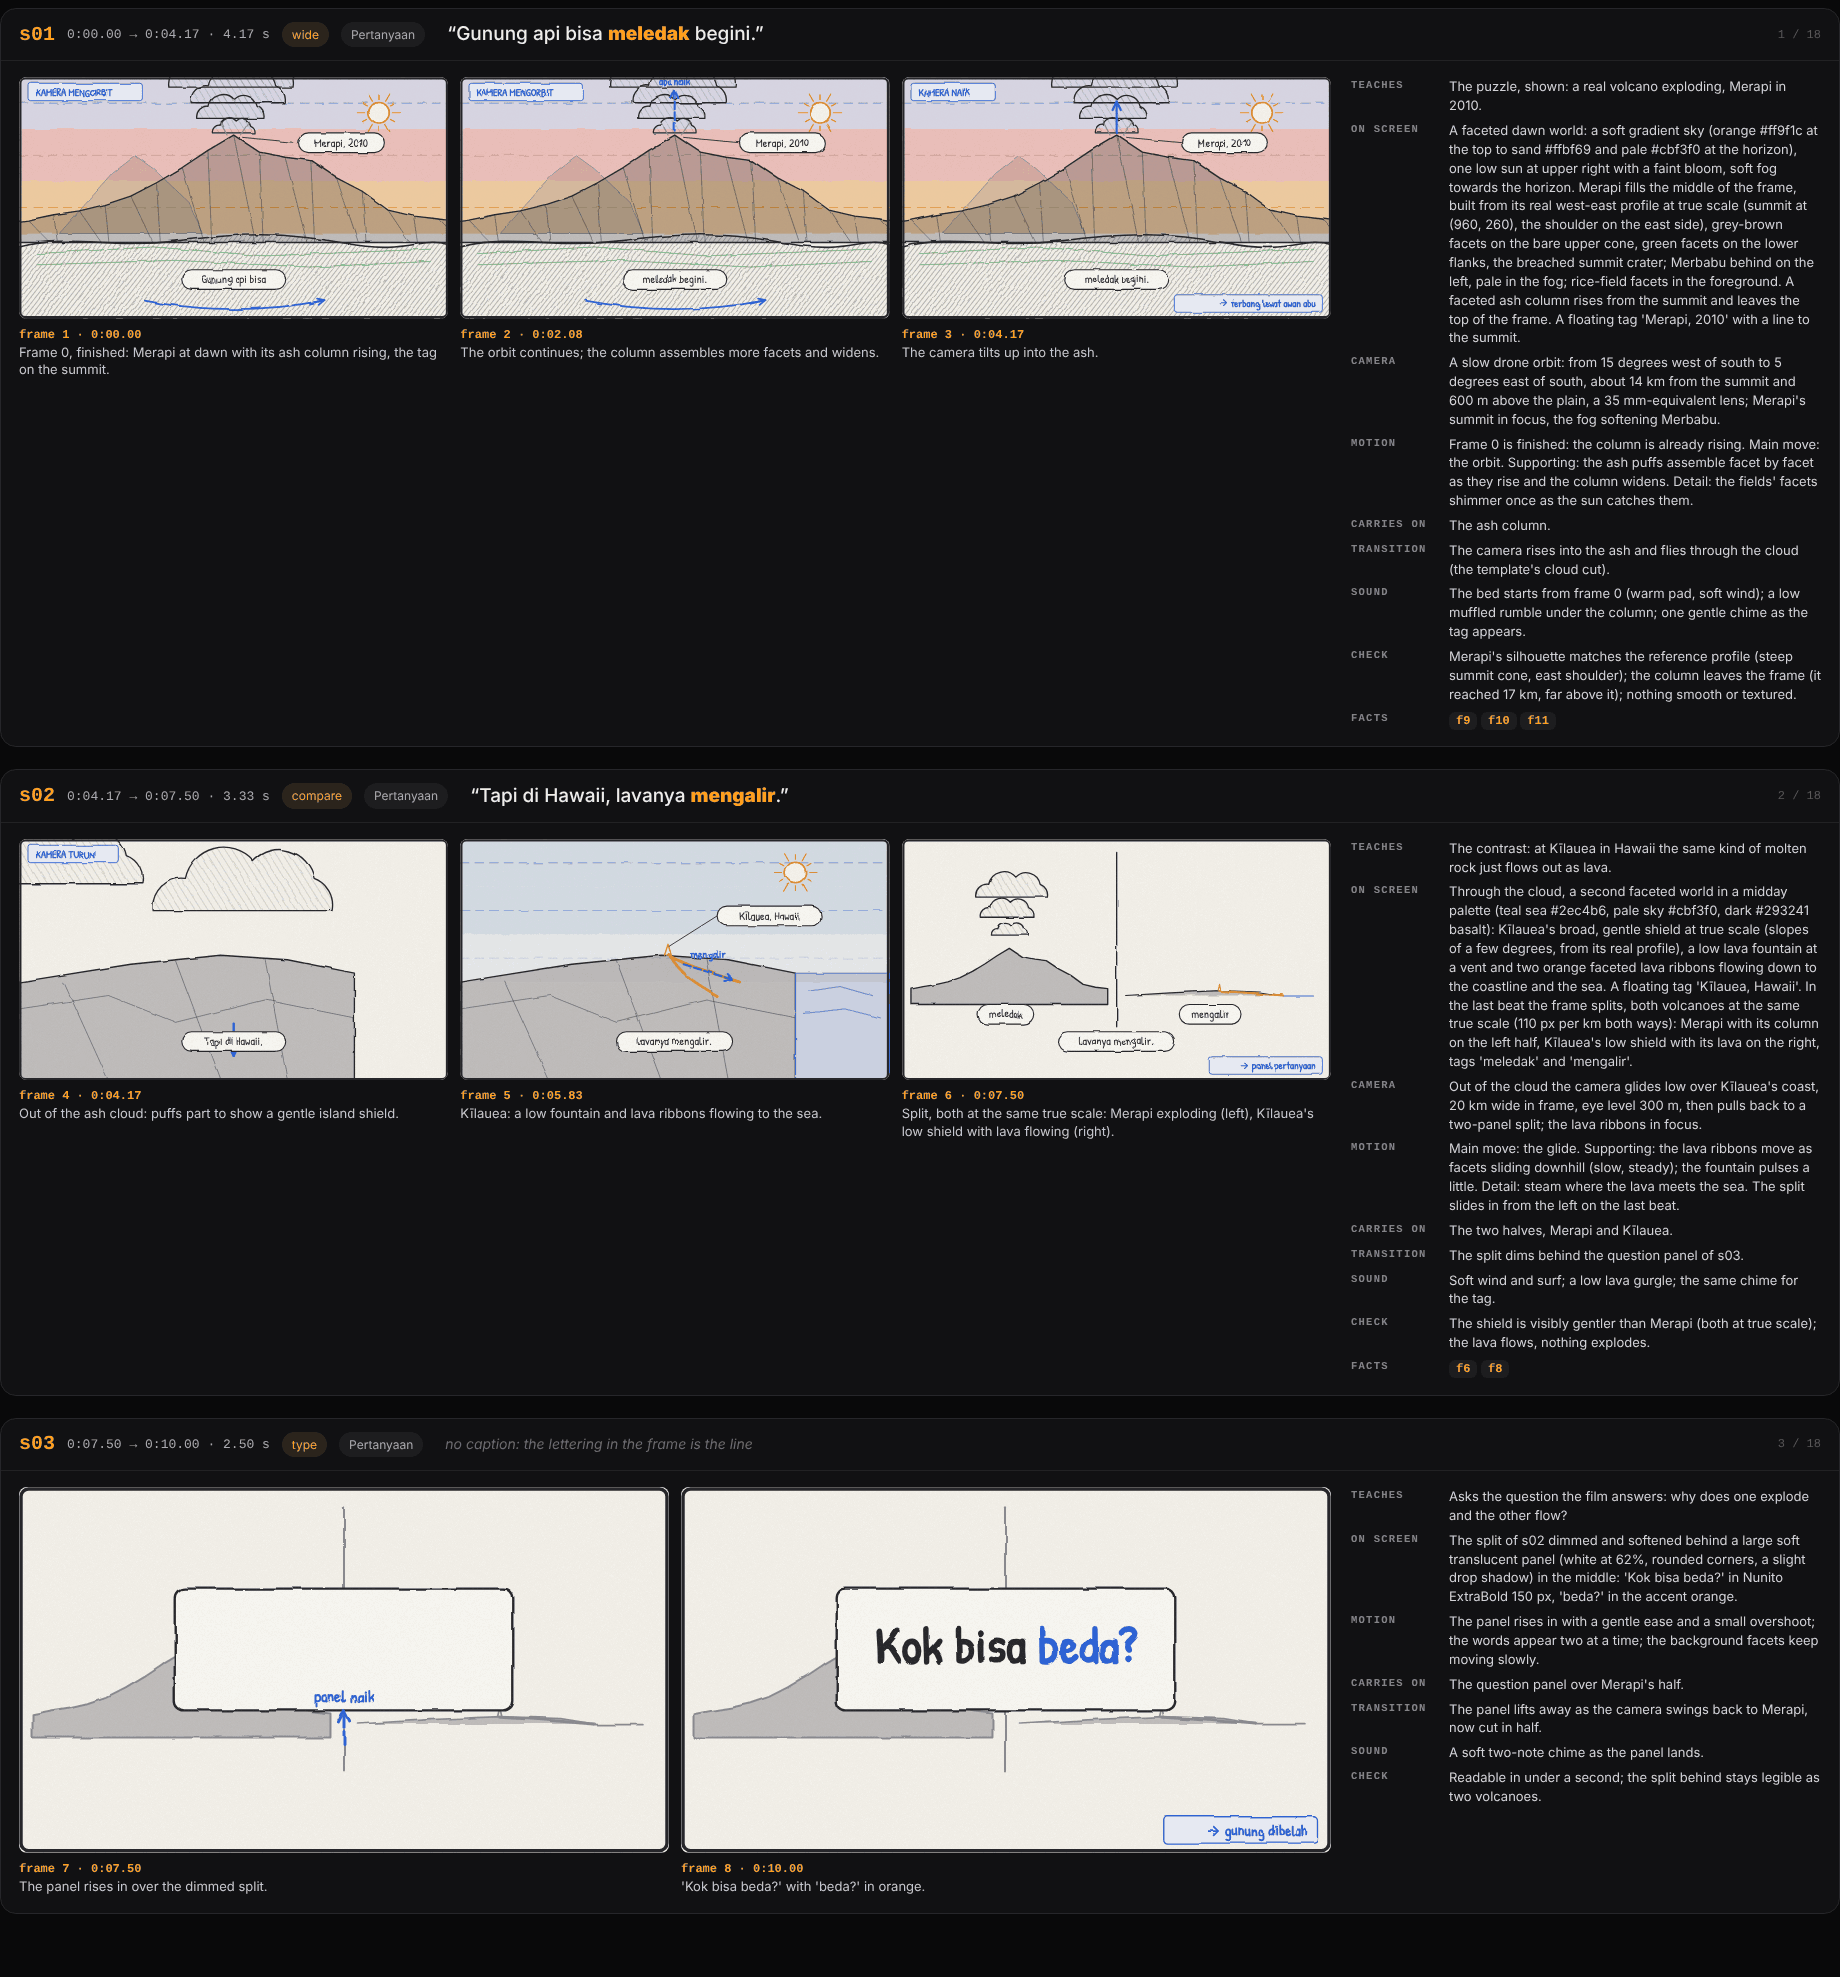 s01 0:00.00 → 0:04.17 · 4.17 s wide Pertanyaan “Gunung api bisa meledak begini.” 1 / 18
KAMERA MENGORBIT
Merapi, 2010
Gunung api bisa
frame 1 · 0:00.00
Frame 0, finished: Merapi at dawn with its ash column rising, the tag
on the summit.
KAMERA MENGORBIT
abu naik
Merapi, 2010
meledak begini.
frame 2 · 0:02.08
The orbit continues; the column assembles more facets and widens.
KAMERA NAIK
Merapi, 2010
meledak begini.
→ terbang lewat awan abu
frame 3 · 0:04.17
The camera tilts up into the ash.
TEACHES
The puzzle, shown: a real volcano exploding, Merapi in
2010.
ON SCREEN
A faceted dawn world: a soft gradient sky (orange #ff9f1c at
the top to sand #ffbf69 and pale #cbf3f0 at the horizon),
one low sun at upper right with a faint bloom, soft fog
towards the horizon. Merapi fills the middle of the frame,
built from its real west-east profile at true scale (summit at
(960, 260), the shoulder on the east side), grey-brown
facets on the bare upper cone, green facets on the lower
flanks, the breached summit crater; Merbabu behind on the
left, pale in the fog; rice-field facets in the foreground. A
faceted ash column rises from the summit and leaves the
top of the frame. A floating tag 'Merapi, 2010' with a line to
the summit.
CAMERA
A slow drone orbit: from 15 degrees west of south to 5
degrees east of south, about 14 km from the summit and
600 m above the plain, a 35 mm-equivalent lens; Merapi's
summit in focus, the fog softening Merbabu.
MOTION
Frame 0 is finished: the column is already rising. Main move:
the orbit. Supporting: the ash puffs assemble facet by facet
as they rise and the column widens. Detail: the fields' facets
shimmer once as the sun catches them.
CARRIES ON
The ash column.
TRANSITION
The camera rises into the ash and flies through the cloud
(the template's cloud cut).
SOUND
The bed starts from frame 0 (warm pad, soft wind); a low
muffled rumble under the column; one gentle chime as the
tag appears.
CHECK
Merapi's silhouette matches the reference profile (steep
summit cone, east shoulder); the column leaves the frame (it
reached 17 km, far above it); nothing smooth or textured.
FACTS
f9 f10 f11
s02 0:04.17 → 0:07.50 · 3.33 s compare Pertanyaan “Tapi di Hawaii, lavanya mengalir.” 2 / 18
KAMERA TURUN
Tapi di Hawaii,
frame 4 · 0:04.17
Out of the ash cloud: puffs part to show a gentle island shield.
Kīlauea, Hawaii
mengalir
lavanya mengalir.
frame 5 · 0:05.83
Kīlauea: a low fountain and lava ribbons flowing to the sea.
meledak
mengalir
lavanya mengalir.
→ panel pertanyaan
frame 6 · 0:07.50
Split, both at the same true scale: Merapi exploding (left), Kīlauea's
low shield with lava flowing (right).
TEACHES
The contrast: at Kīlauea in Hawaii the same kind of molten
rock just flows out as lava.
ON SCREEN
Through the cloud, a second faceted world in a midday
palette (teal sea #2ec4b6, pale sky #cbf3f0, dark #293241
basalt): Kīlauea's broad, gentle shield at true scale (slopes
of a few degrees, from its real profile), a low lava fountain at
a vent and two orange faceted lava ribbons flowing down to
the coastline and the sea. A floating tag 'Kīlauea, Hawaii'. In
the last beat the frame splits, both volcanoes at the same
true scale (110 px per km both ways): Merapi with its column
on the left half, Kīlauea's low shield with its lava on the right,
tags 'meledak' and 'mengalir'.
CAMERA
Out of the cloud the camera glides low over Kīlauea's coast,
20 km wide in frame, eye level 300 m, then pulls back to a
two-panel split; the lava ribbons in focus.
MOTION
Main move: the glide. Supporting: the lava ribbons move as
facets sliding downhill (slow, steady); the fountain pulses a
little. Detail: steam where the lava meets the sea. The split
slides in from the left on the last beat.
CARRIES ON
The two halves, Merapi and Kīlauea.
TRANSITION
The split dims behind the question panel of s03.
SOUND
Soft wind and surf; a low lava gurgle; the same chime for
the tag.
CHECK
The shield is visibly gentler than Merapi (both at true scale);
the lava flows, nothing explodes.
FACTS
f6 f8
s03 0:07.50 → 0:10.00 · 2.50 s type Pertanyaan no caption: the lettering in the frame is the line 3 / 18
panel naik
frame 7 · 0:07.50
The panel rises in over the dimmed split.
Kok bisa beda?
→ gunung dibelah
frame 8 · 0:10.00
'Kok bisa beda?' with 'beda?' in orange.
TEACHES
Asks the question the film answers: why does one explode
and the other flow?
ON SCREEN
The split of s02 dimmed and softened behind a large soft
translucent panel (white at 62%, rounded corners, a slight
drop shadow) in the middle: 'Kok bisa beda?' in Nunito
ExtraBold 150 px, 'beda?' in the accent orange.
MOTION
The panel rises in with a gentle ease and a small overshoot;
the words appear two at a time; the background facets keep
moving slowly.
CARRIES ON
The question panel over Merapi's half.
TRANSITION
The panel lifts away as the camera swings back to Merapi,
now cut in half.
SOUND
A soft two-note chime as the panel lands.
CHECK
Readable in under a second; the split behind stays legible as
two volcanoes.